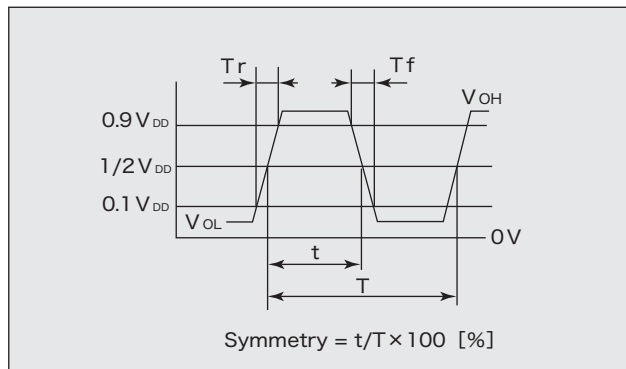 Tr
Tf
VOH
0.9VDD
1/2VDD
0.1VDD
VOL
0V
t
T
Symmetry = t/T×100 [%]